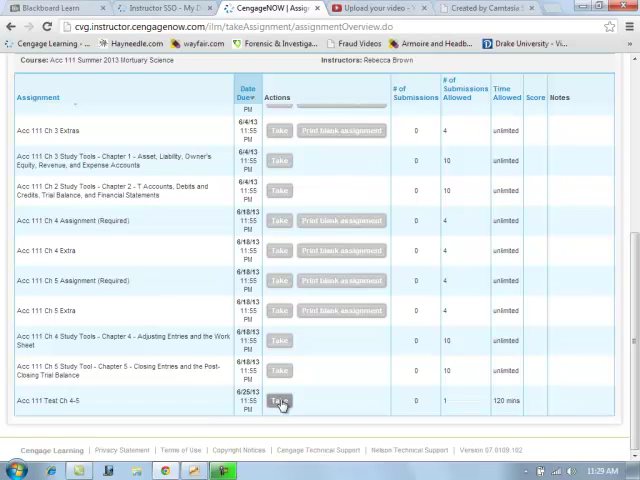 Blackboard Learn
Instructor SSO - My D
CengageNOW | Assign
Upload your video - Y
Created by Camtasia S
cvg.instructor.cengagenow.com/ilrn/takeAssignment/assignmentOverview.do
Cengage Learning
Hayneedle.com
wayfair.com
Forensic & Investiga...
Fraud Videos
Armoire and Headb...
Drake University -...
Course: Acc 111 Summer 2013 Mortuary Science
Instructors: Rebecca Brown
Assignment
Date Due
Actions
# of Submissions
# of Submissions Allowed
Time Allowed
Score
Notes
PM
Acc 111 Ch 3 Extras 6/4/13 11:55 PM Take Print blank assignment 0 4 unlimited
Acc 111 Ch 3 Study Tools - Chapter 1 - Asset, Liability, Owner's 6/4/13 11:55 PM Take 0 10 unlimited
Equity, Revenue, and Expense Accounts
Acc 111 Ch 3 Study Tools - Chapter 2 - T Accounts, Debits and 6/4/13 11:55 PM Take 0 10 unlimited
Credits, Trial Balance, and Financial Statements
Acc 111 Ch 4 Assignment (Required) 6/18/13 11:55 PM Take Print blank assignment 0 4 unlimited
Acc 111 Ch 4 Extra 6/18/13 11:55 PM Take Print blank assignment 0 4 unlimited
Acc 111 Ch 5 Assignment (Required) 6/18/13 11:55 PM Take Print blank assignment 0 4 unlimited
Acc 111 Ch 5 Extra 6/18/13 11:55 PM Take Print blank assignment 0 4 unlimited
Acc 111 Ch 4 Study Tools - Chapter 4 - Adjusting Entries and the Work 6/18/13 11:55 PM Take 0 10 unlimited
Sheet
Acc 111 Ch 5 Study Tool - Chapter 5 - Closing Entries and the Post- 6/18/13 11:55 PM Take 0 10 unlimited
Closing Trial Balance
Acc 111 Test Ch 4-5 6/25/13 11:55 PM Take 0 1 120 mins
Cengage Learning | Privacy Statement | Terms of Use | Copyright Notices | Cengage Technical Support | Nelson Technical Support | Version 07.0109.102
11:29 AM